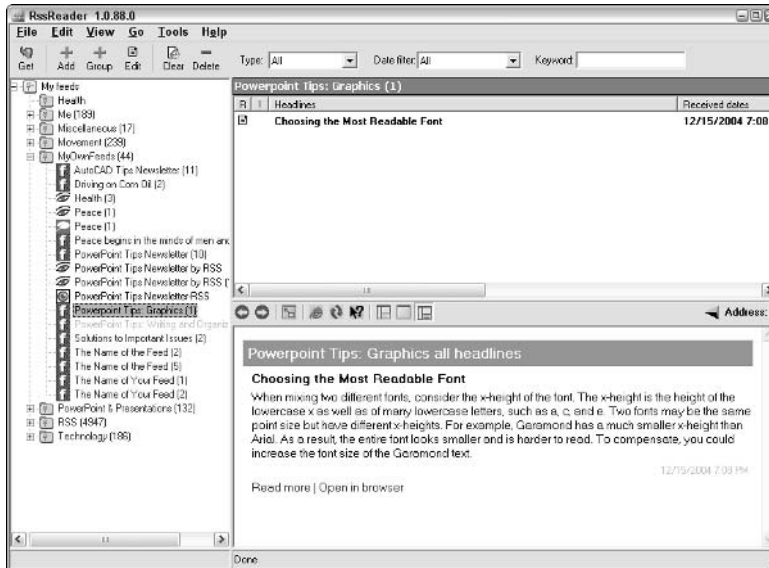 RssReader 1.0.88.0
File Edit View Go Tools Help
Get Add Group Edit Clear Delete Type: All Date filter: All Keyword:
My feeds
Health
Me (189)
Miscellaneous (17)
Movement (239)
MyOwnFeeds (44)
AutoCAD Tips Newsletter (11)
Driving on Corn Oil (2)
Health (3)
Peace (1)
Peace (1)
Peace begins in the minds of men and
PowerPoint Tips Newsletter (10)
PowerPoint Tips Newsletter by RSS
PowerPoint Tips Newsletter by RSS (
PowerPoint Tips Newsletter-RSS
Powerpoint Tips: Graphics (1)
PowerPoint Tips: Writing and Organiz
Solutions to Important Issues (2)
The Name of the Feed (2)
The Name of the Feed (5)
The Name of Your Feed (1)
The Name of Your Feed (2)
PowerPoint & Presentations (132)
RSS (4947)
Technology (186)
Powerpoint Tips: Graphics (1)
R ! Headlines Received dates
Choosing the Most Readable Font 12/15/2004 7:08
Address:
Powerpoint Tips: Graphics all headlines
Choosing the Most Readable Font
When mixing two different fonts, consider the x-height of the font. The x-height is the height of the
lowercase x as well as of many lowercase letters, such as a, c, and e. Two fonts may be the same
point size but have different x-heights. For example, Garamond has a much smaller x-height than
Arial. As a result, the entire font looks smaller and is harder to read. To compensate, you could
increase the font size of the Garamond text.
12/15/2004 7:08 PM
Read more | Open in browser
Done